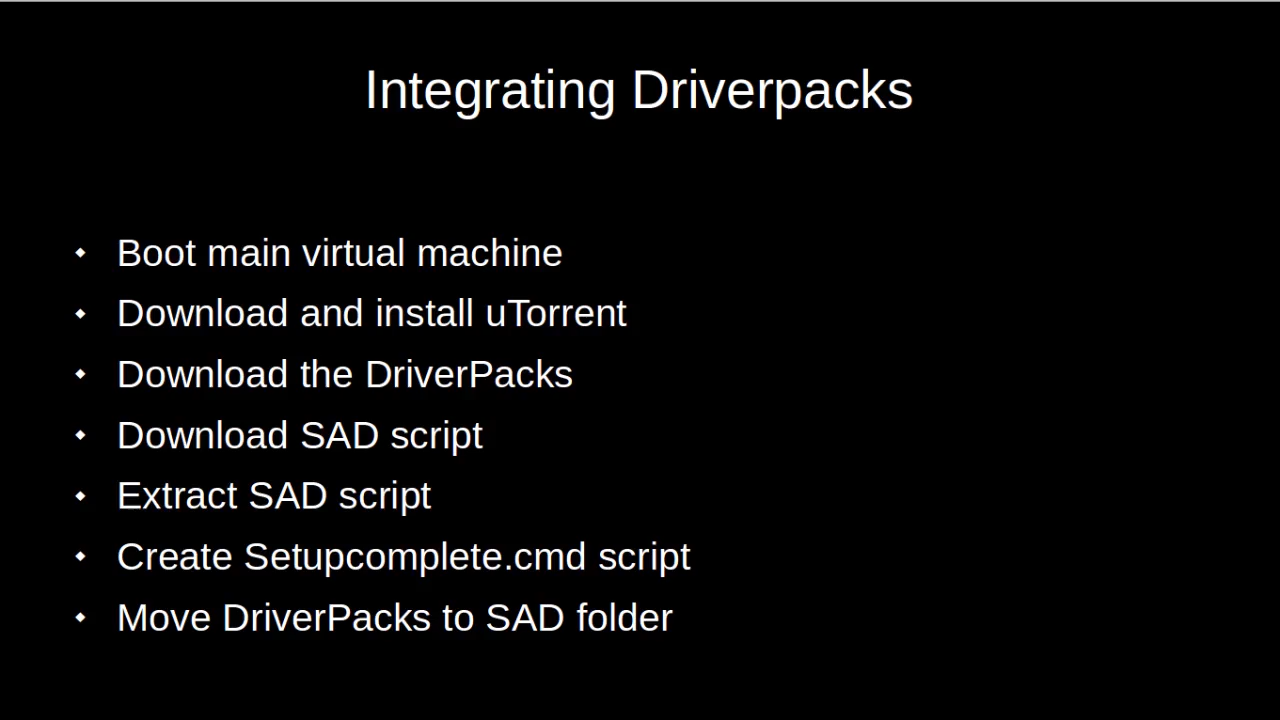 Integrating Driverpacks
Boot main virtual machine
Download and install uTorrent
Download the DriverPacks
Download SAD script
Extract SAD script
Create Setupcomplete.cmd script
Move DriverPacks to SAD folder